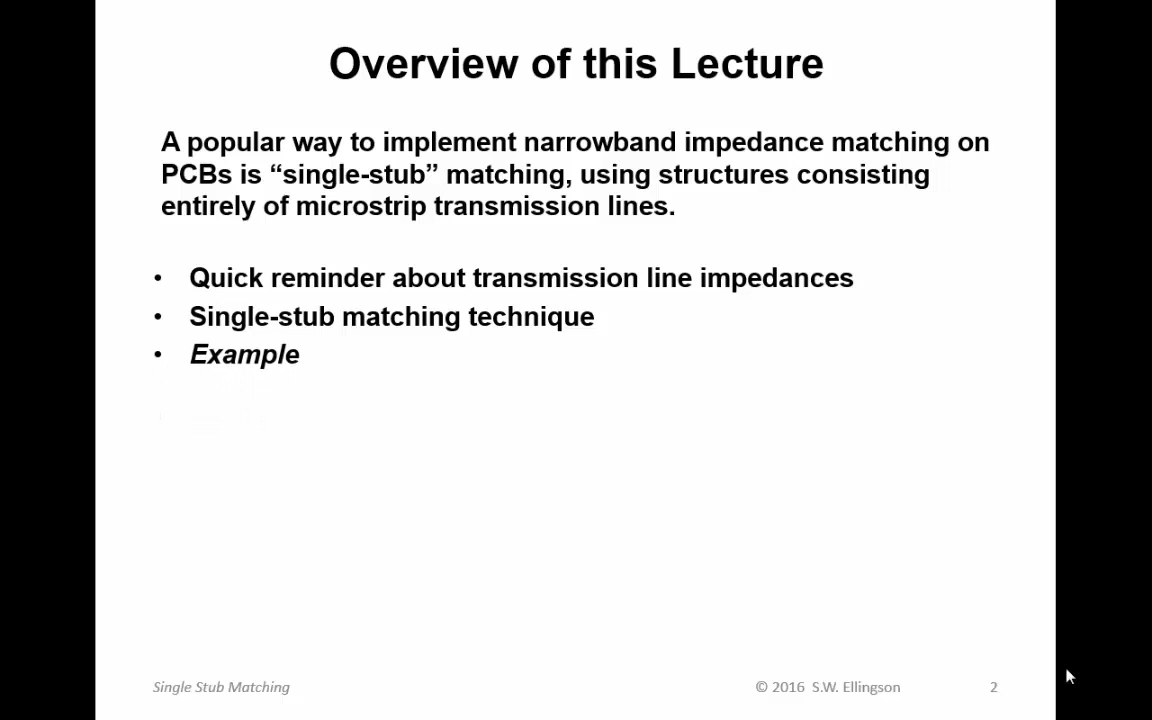 Overview of this Lecture
A popular way to implement narrowband impedance matching on
PCBs is “single-stub” matching, using structures consisting
entirely of microstrip transmission lines.
• Quick reminder about transmission line impedances
• Single-stub matching technique
• Example
Single Stub Matching © 2016 S.W. Ellingson 2